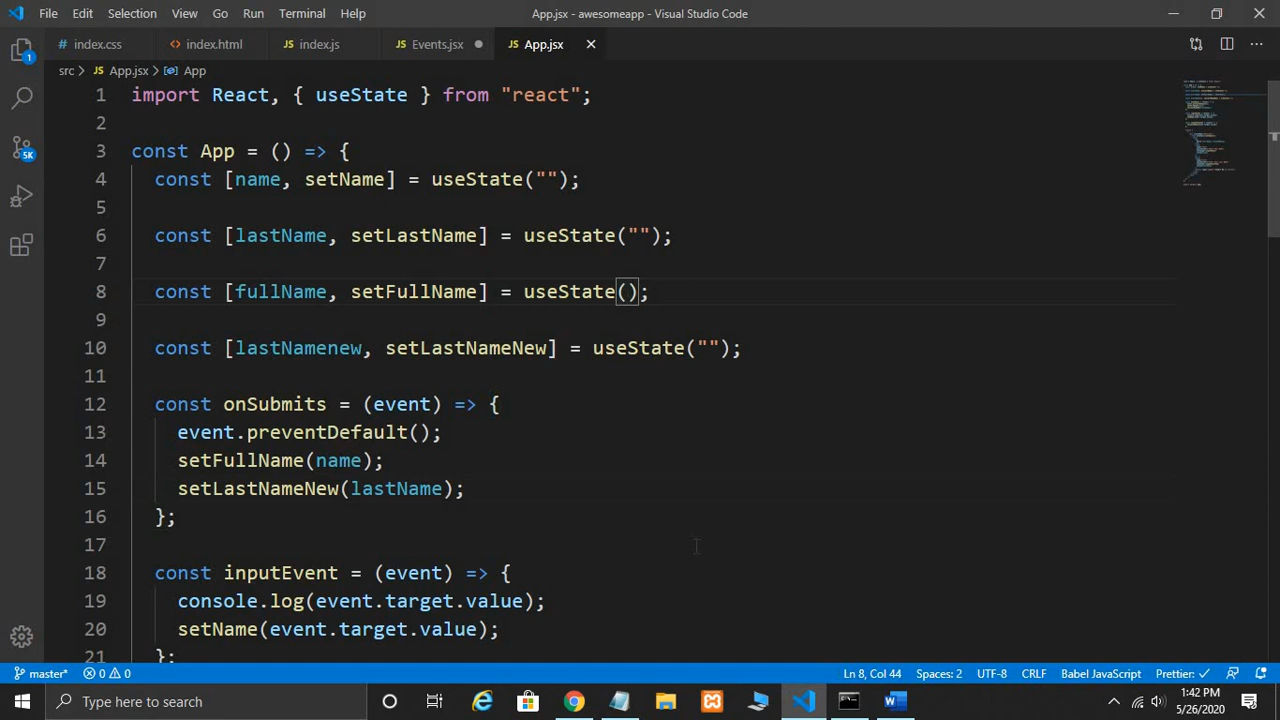 File Edit Selection View Go Run Terminal Help App.jsx - awesomeapp - Visual Studio Code
# index.css <> index.html JS index.js JS Events.jsx JS App.jsx
src > JS App.jsx > App
1 import React, { useState } from "react";
2
3 const App = () => {
4 const [name, setName] = useState("");
5
6 const [lastName, setLastName] = useState("");
7
8 const [fullName, setFullName] = useState();
9
10 const [lastNamenew, setLastNameNew] = useState("");
11
12 const onSubmits = (event) => {
13 event.preventDefault();
14 setFullName(name);
15 setLastNameNew(lastName);
16 };
17
18 const inputEvent = (event) => {
19 console.log(event.target.value);
20 setName(event.target.value);
21 };
1
5K
master* 0 0 Ln 8, Col 44 Spaces: 2 UTF-8 CRLF Babel JavaScript Prettier: ✓
Type here to search
1:42 PM
5/26/2020